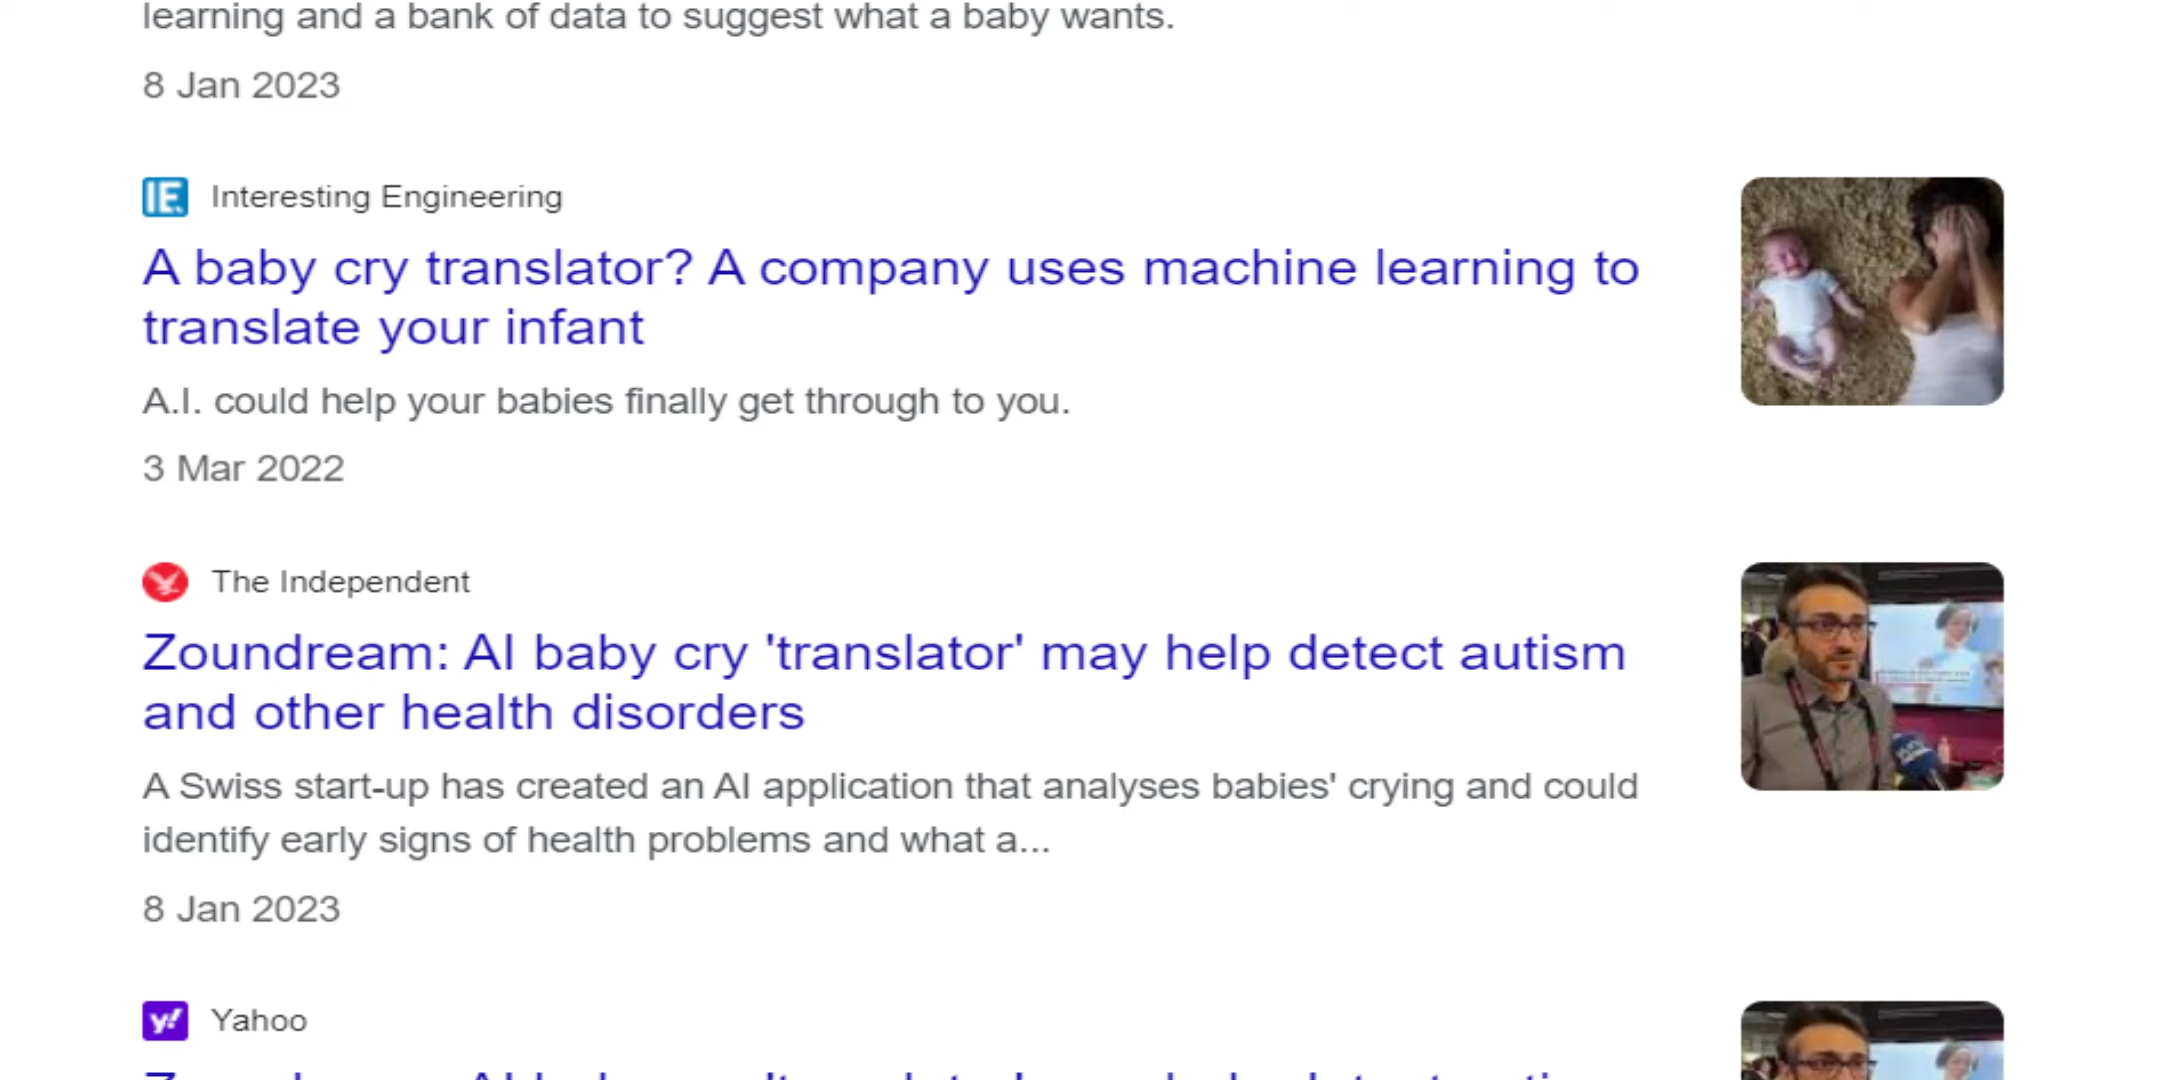 learning and a bank of data to suggest what a baby wants.
8 Jan 2023
IE.
Interesting Engineering
A baby cry translator? A company uses machine learning to
translate your infant
A.I. could help your babies finally get through to you.
3 Mar 2022
The Independent
Zoundream: AI baby cry 'translator' may help detect autism
and other health disorders
A Swiss start-up has created an AI application that analyses babies' crying and could
identify early signs of health problems and what a...
8 Jan 2023
y!
Yahoo